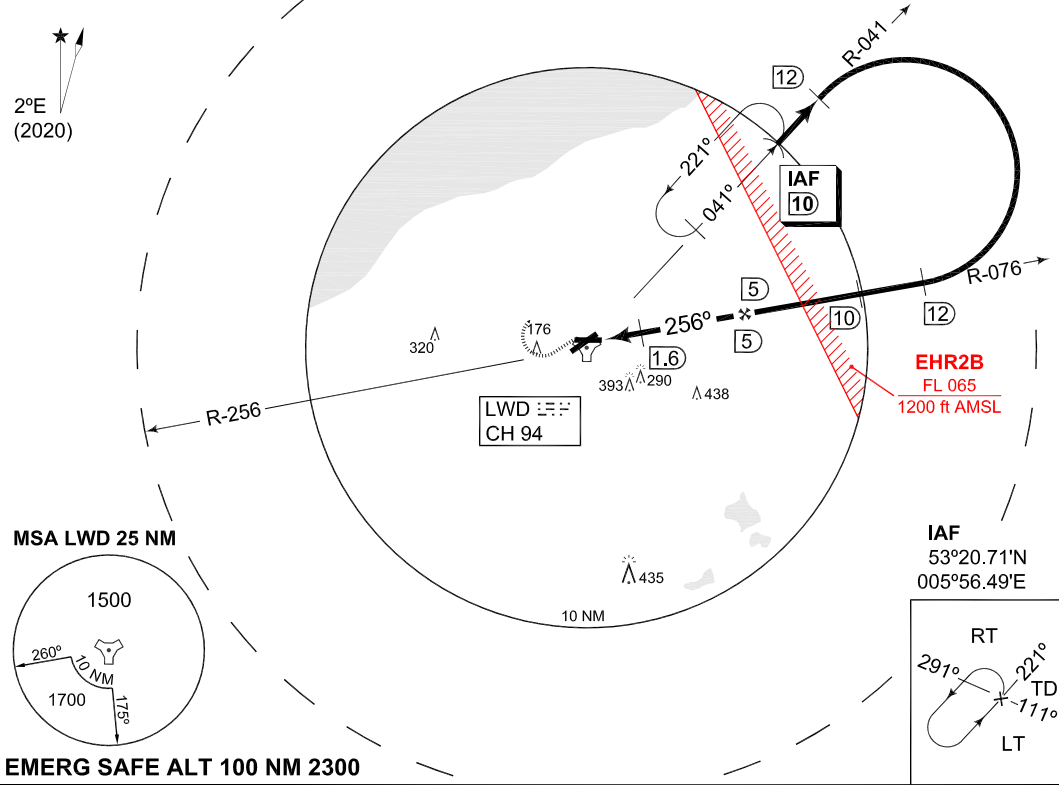 R-041
12
2ºE
(2020)
221º
041º
IAF
10
R-076
5
12
10
256º
5
176
320
1.6
393
290
438
EHR2B
FL 065
1200 ft AMSL
R-256
LWD
CH 94
MSA LWD 25 NM
1500
260º
10 NM
1700
175º
435
10 NM
IAF
53º20.71'N
005º56.49'E
RT
291º
221º
TD
111º
LT
EMERG SAFE ALT 100 NM 2300